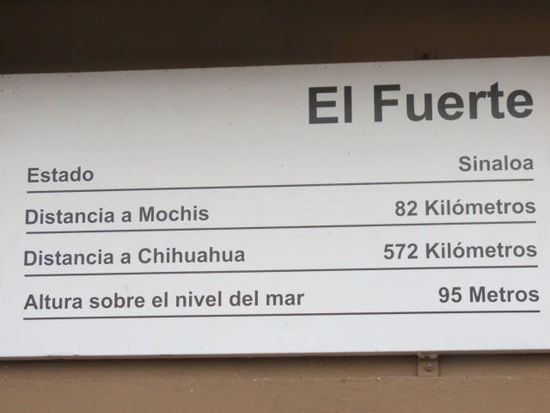 El Fuerte
Estado Sinaloa
Distancia a Mochis 82 Kilómetros
Distancia a Chihuahua 572 Kilómetros
Altura sobre el nivel del mar 95 Metros